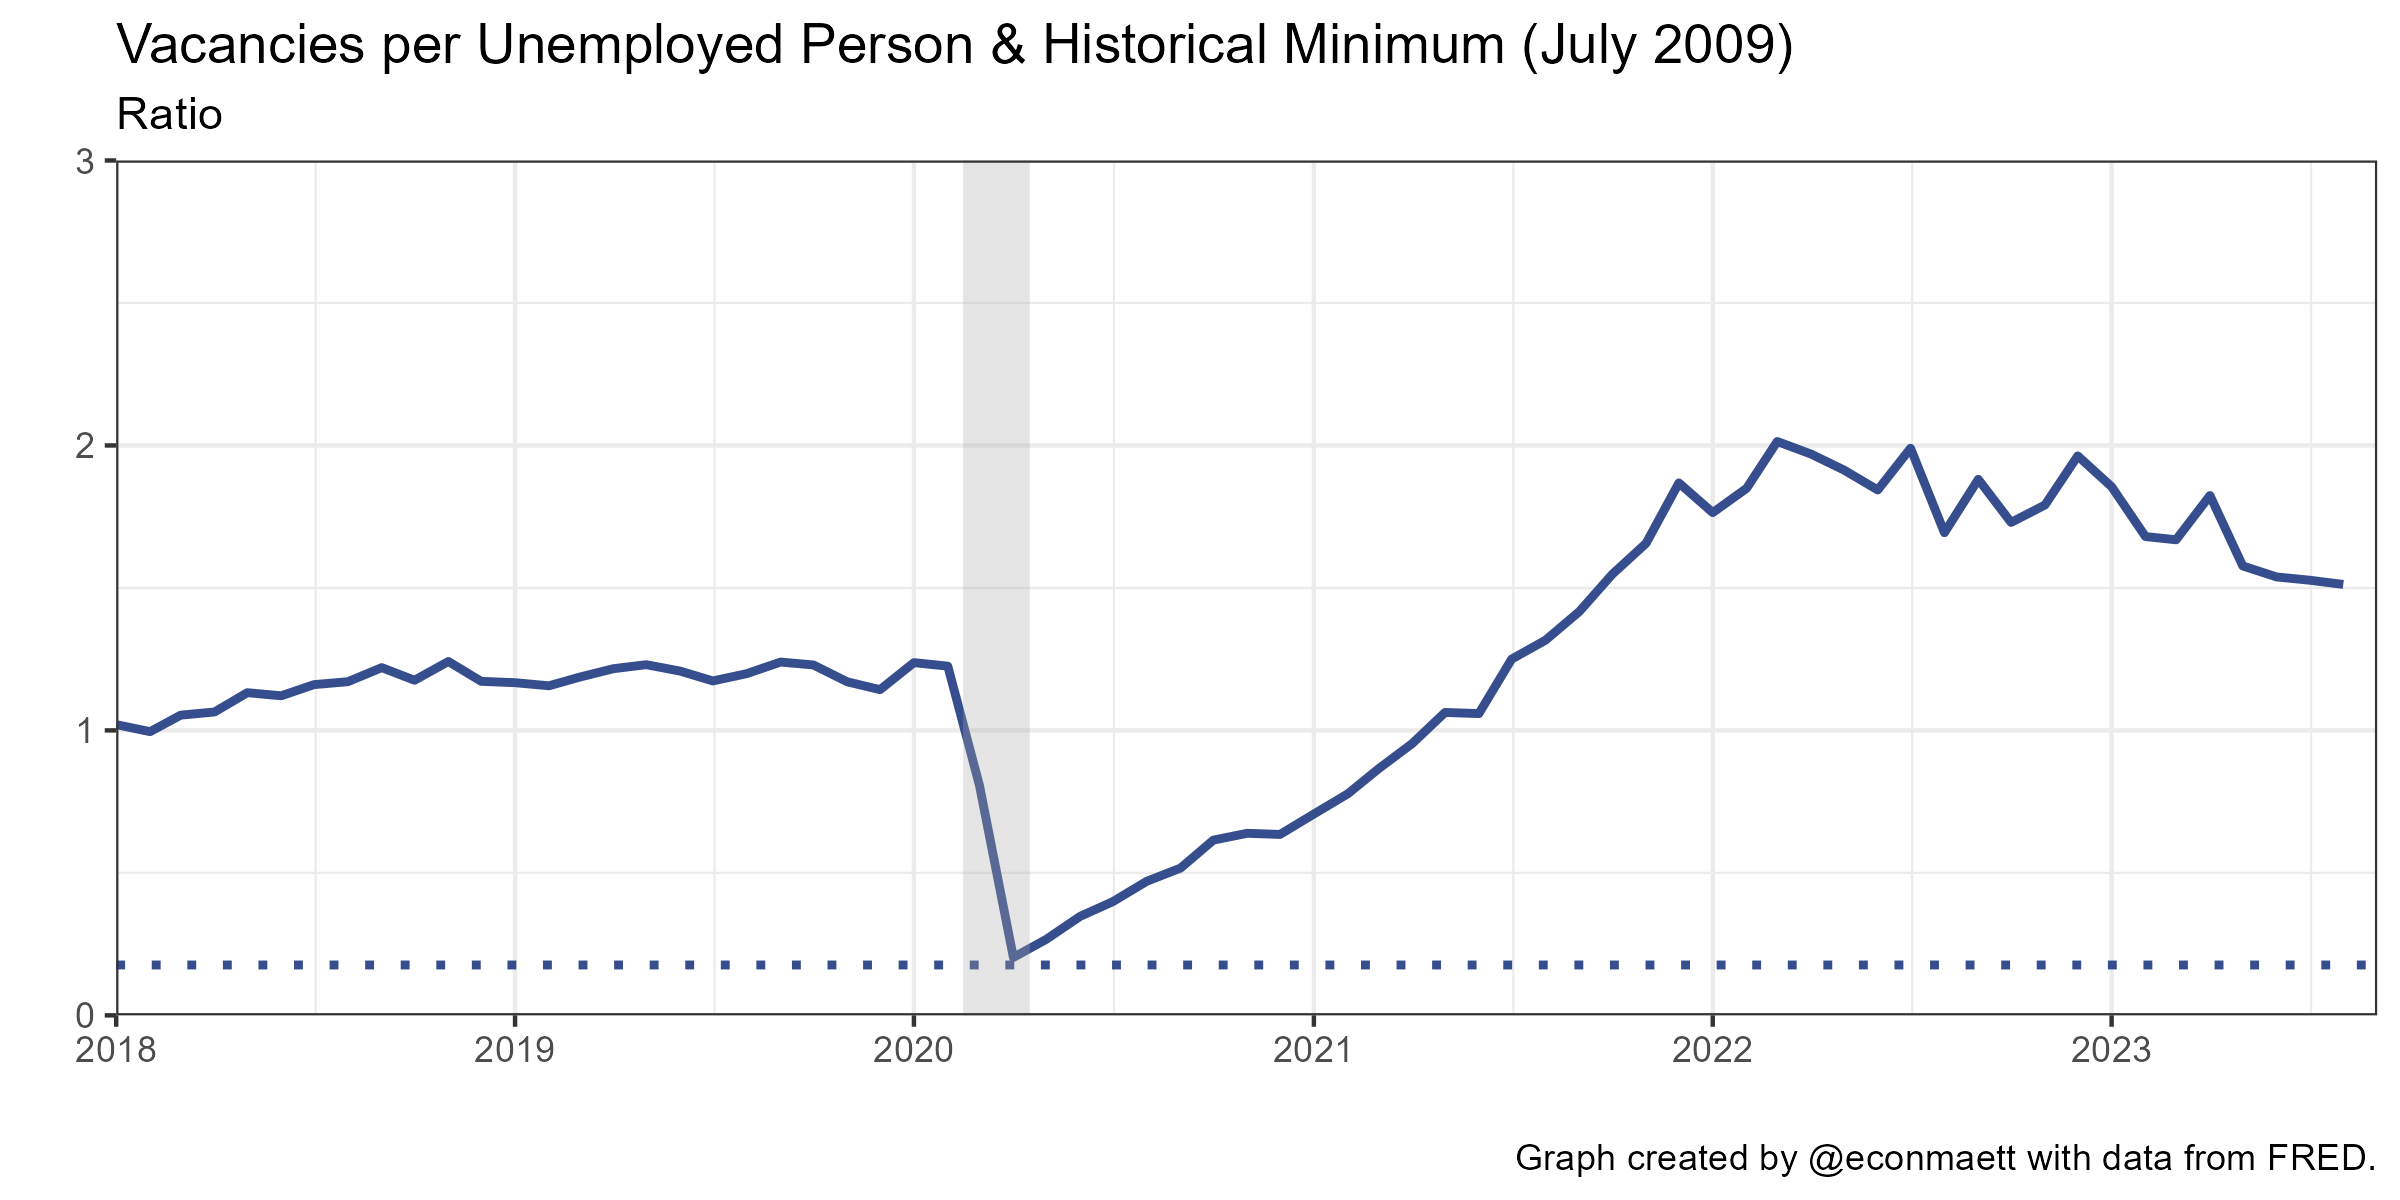 Vacancies per Unemployed Person & Historical Minimum (July 2009)
Ratio
3
2
1
0
2018 2019 2020 2021 2022 2023
Graph created by @econmaett with data from FRED.